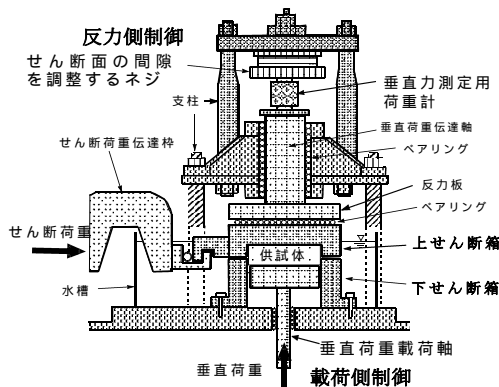 反力側制御
せん断面の間隙
を調整するネジ
支柱
せん断荷重伝達枠
せん断荷重
水槽
垂直荷重
垂直力測定用
荷重計
垂直荷重伝達軸
ベアリング
反力板
ベアリング
上せん断箱
供試体
下せん断箱
垂直荷重載荷軸
載荷側制御